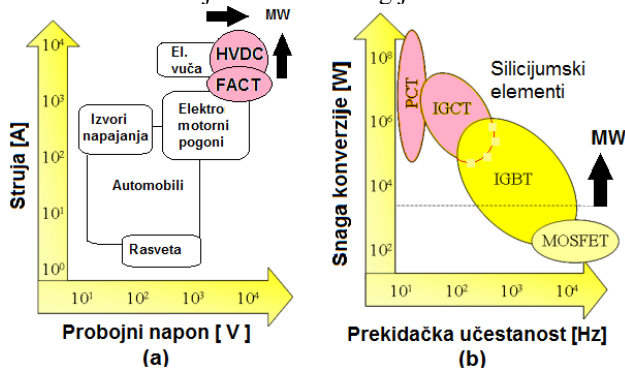 MW
Struja [A]
10⁴
10³
10²
10¹
10⁰
El.
vuča
HVDC
FACT
Izvori
napajanja
Elektro
motorni
pogoni
Automobili
Rasveta
10¹ 10² 10³ 10⁴
Probojni napon [ V ]
(a)
Snaga konverzije [W]
10⁸
10⁶
10⁴
10²
PCT
IGCT
IGBT
MOSFET
Silicijumski
elementi
MW
10¹ 10² 10³ 10⁴
Prekidačka učestanost [Hz]
(b)